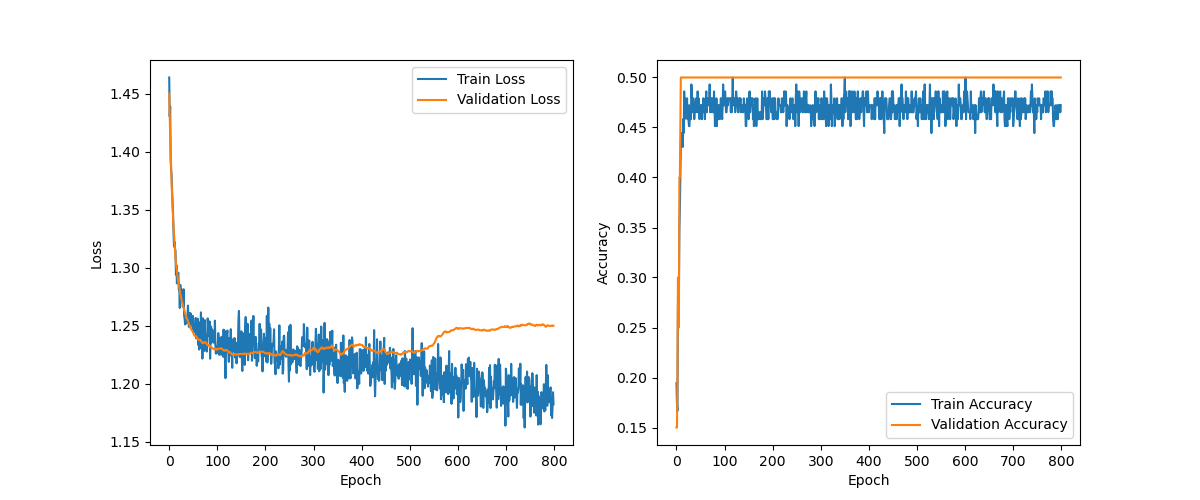 Train Loss
Validation Loss
1.45
1.40
1.35
1.30
1.25
1.20
1.15
Loss
0 100 200 300 400 500 600 700 800
Epoch
0.50
0.45
0.40
0.35
0.30
0.25
0.20
0.15
Accuracy
Train Accuracy
Validation Accuracy
0 100 200 300 400 500 600 700 800
Epoch